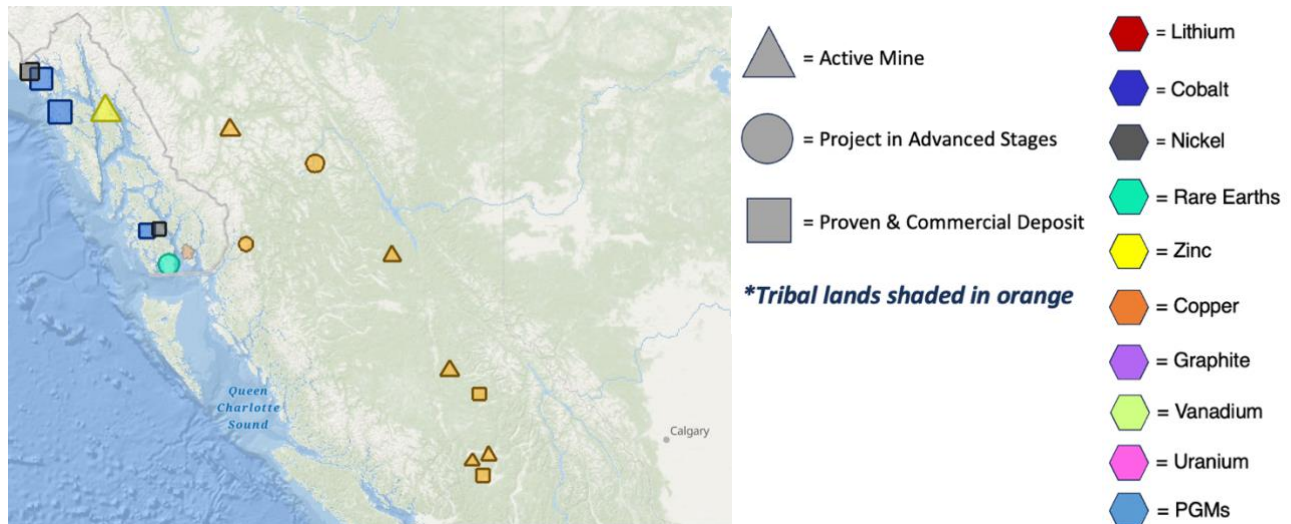 = Active Mine
= Project in Advanced Stages
= Proven & Commercial Deposit
*Tribal lands shaded in orange
= Lithium
= Cobalt
= Nickel
= Rare Earths
= Zinc
= Copper
= Graphite
= Vanadium
= Uranium
= PGMs
Queen
Charlotte
Sound
Calgary